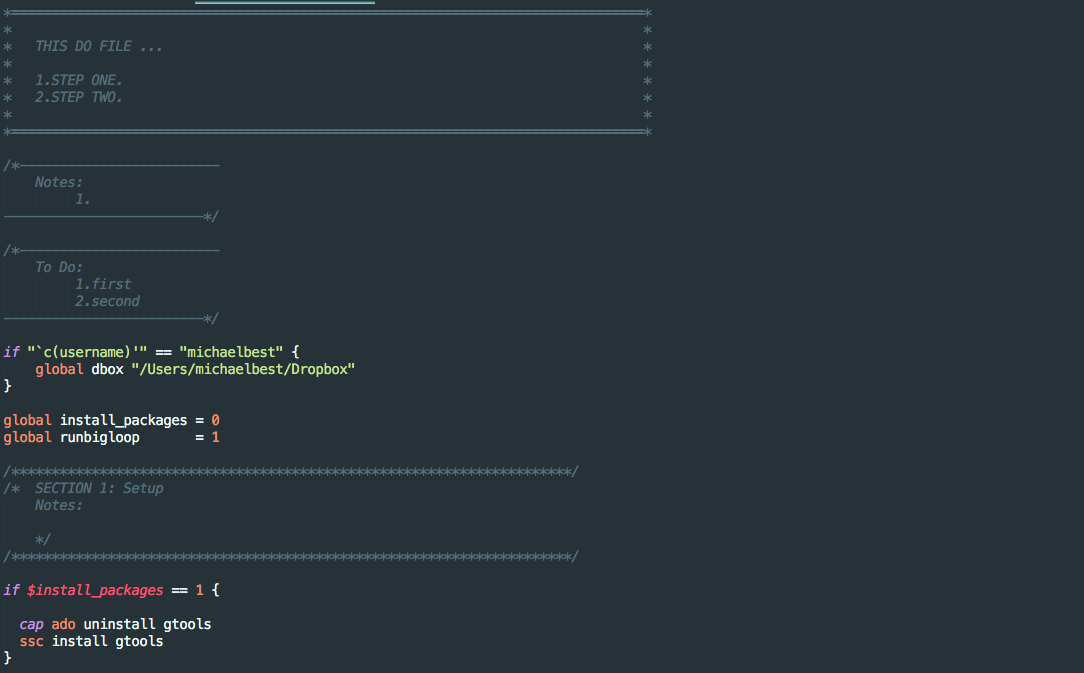 *===============================================================================*
*                                                                               *
*   THIS DO FILE ...                                                            *
*                                                                               *
*   1.STEP ONE.                                                                 *
*   2.STEP TWO.                                                                 *
*                                                                               *
*===============================================================================*
/*-------------------------
    Notes:
         1.
-------------------------*/
/*-------------------------
    To Do:
         1.first
         2.second
-------------------------*/
if "`c(username)'" == "michaelbest" {
    global dbox "/Users/michaelbest/Dropbox"
}
global install_packages = 0
global runbigloop       = 1
/**********************************************************************/
/*  SECTION 1: Setup
    Notes:
    */
/**********************************************************************/
if $install_packages == 1 {
  cap ado uninstall gtools
  ssc install gtools
}